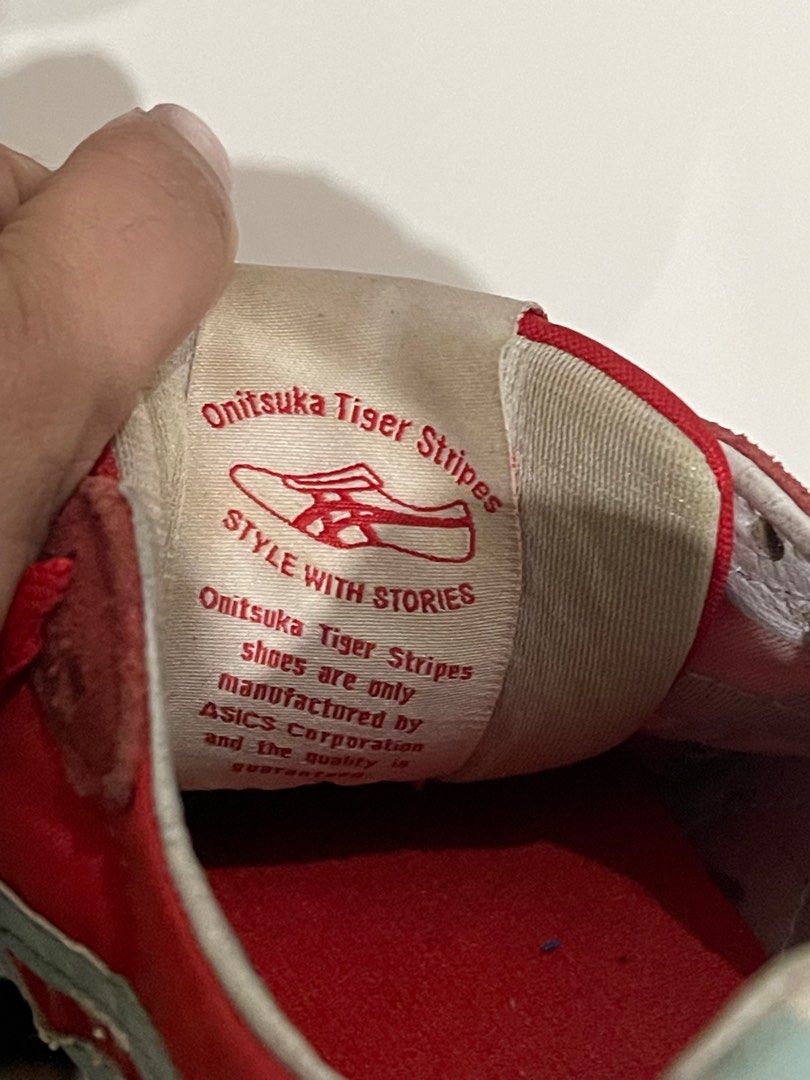 Onitsuka Tiger Stripes
STYLE WITH STORIES
Onitsuka Tiger Stripes
shoes are only
manufactured by
ASICS Corporation
and the quality is
guaranteed.